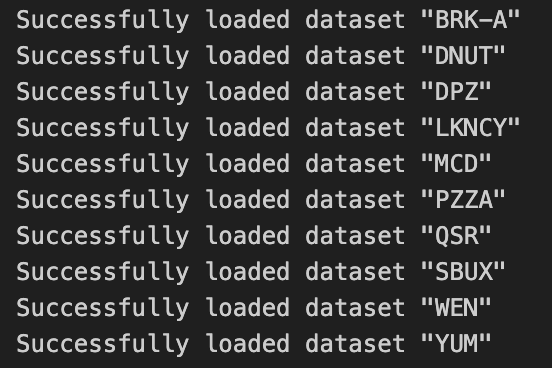 Successfully loaded dataset "BRK-A"
Successfully loaded dataset "DNUT"
Successfully loaded dataset "DPZ"
Successfully loaded dataset "LKNCY"
Successfully loaded dataset "MCD"
Successfully loaded dataset "PZZA"
Successfully loaded dataset "QSR"
Successfully loaded dataset "SBUX"
Successfully loaded dataset "WEN"
Successfully loaded dataset "YUM"